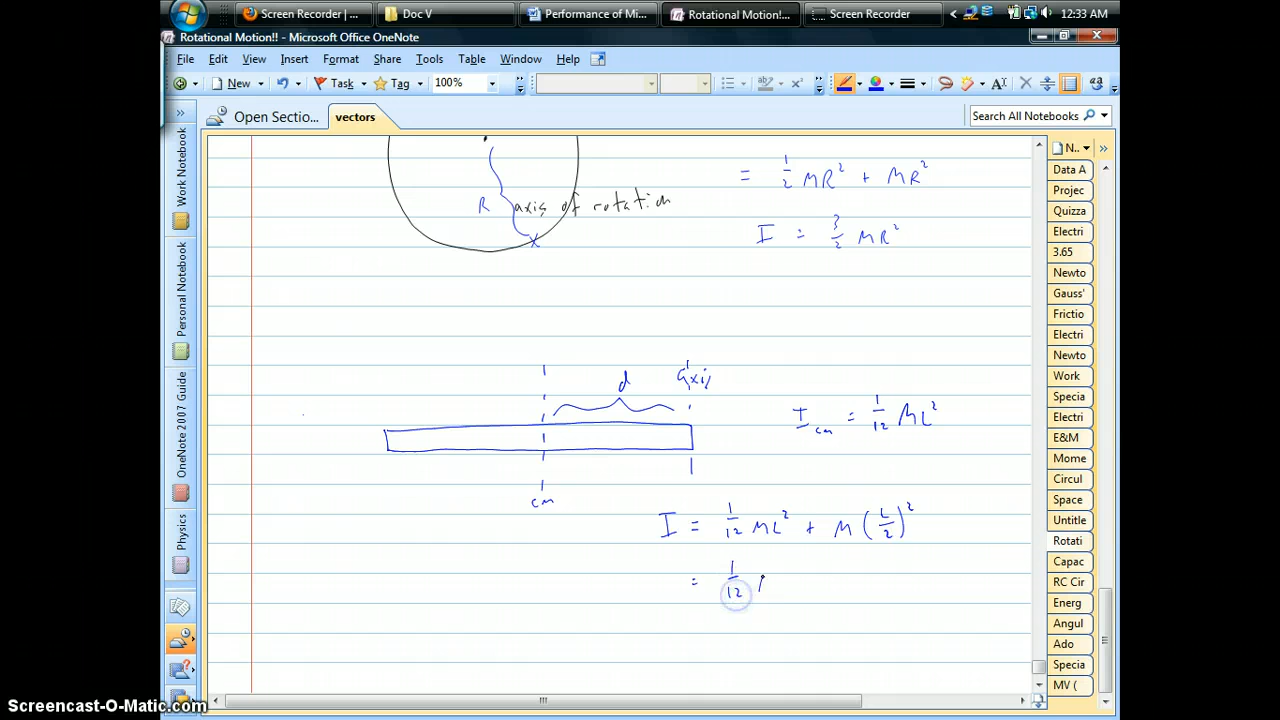 Screen Recorder | ...
Doc V
Performance of Mi...
Rotational Motion!!...
Screen Recorder
12:33 AM
Rotational Motion!! - Microsoft Office OneNote
File Edit View Insert Format Share Tools Table Window Help
New Task Tag 100%
Open Sectio...
vectors
Search All Notebooks
N..
Work Notebook
Personal Notebook
OneNote 2007 Guide
Physics
= 1/2 MR² + MR²
R axis of rotation
x
I = 3/2 MR²
d
axis
I cm = 1/12 ML²
cm
I = 1/12 ML² + M (L/2)²
= 1/12
Data A
Projec
Quizza
Electri
3.65
Newto
Gauss'
Frictio
Electri
Newto
Work
Specia
Electri
E&M
Mome
Circul
Space
Untitle
Rotati
Capac
RC Cir
Energ
Angul
Ado
Specia
MV (
Screencast-O-Matic.com